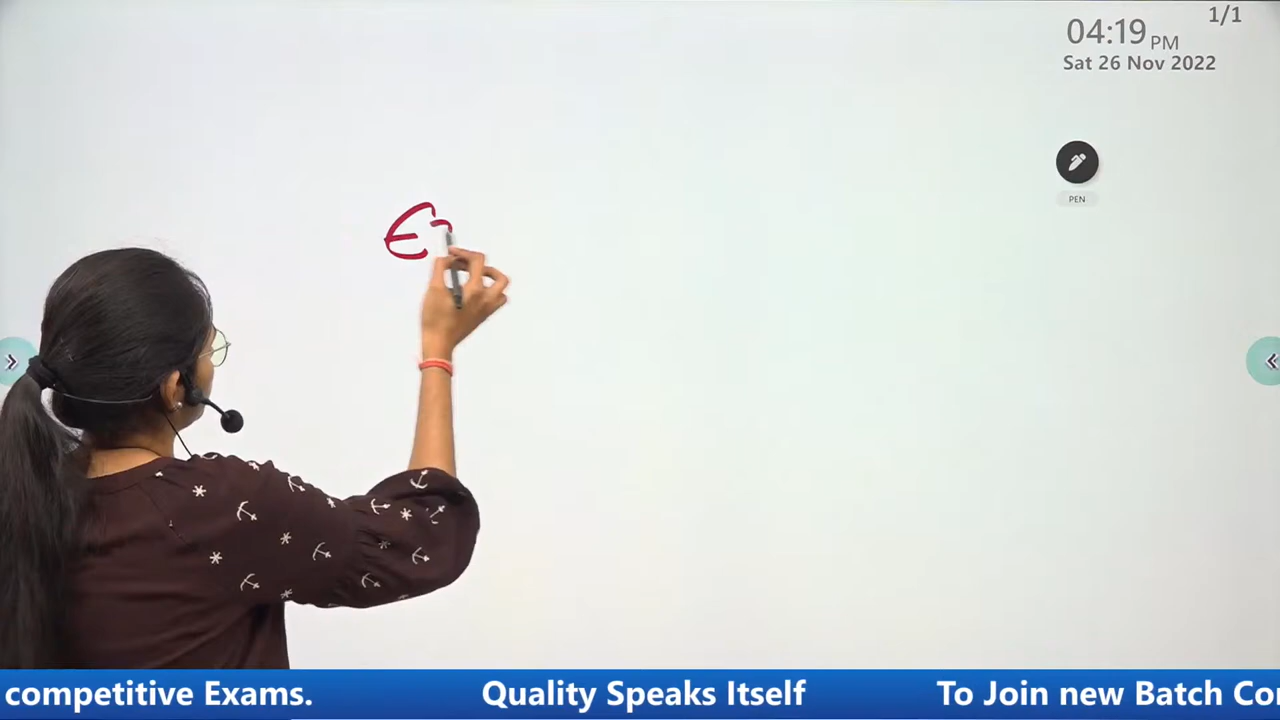 1/1
04:19 PM
Sat 26 Nov 2022
PEN
E
competitive Exams. Quality Speaks Itself To Join new Batch Co